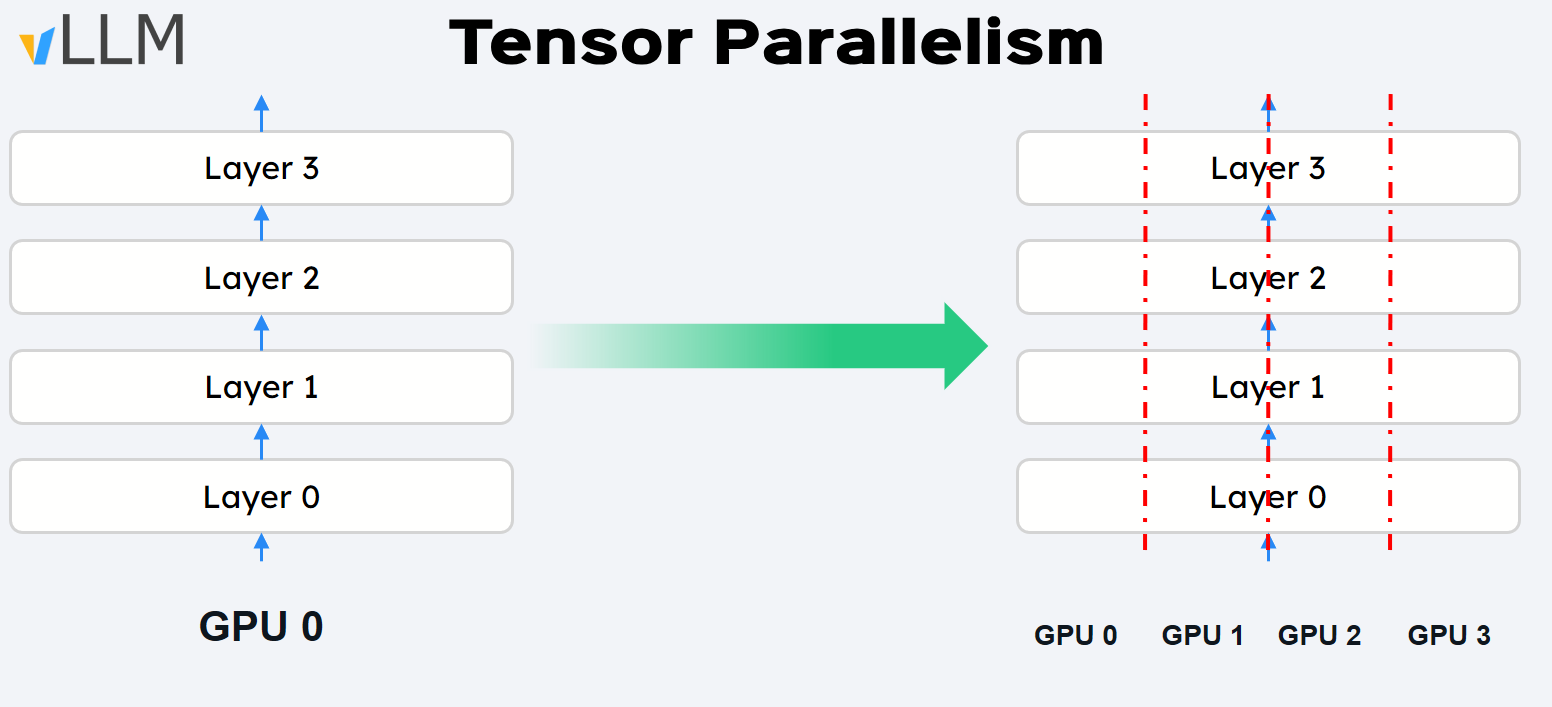 vLLM
Tensor Parallelism
Layer 3
Layer 2
Layer 1
Layer 0
GPU 0
Layer 3
Layer 2
Layer 1
Layer 0
GPU 0 GPU 1 GPU 2 GPU 3